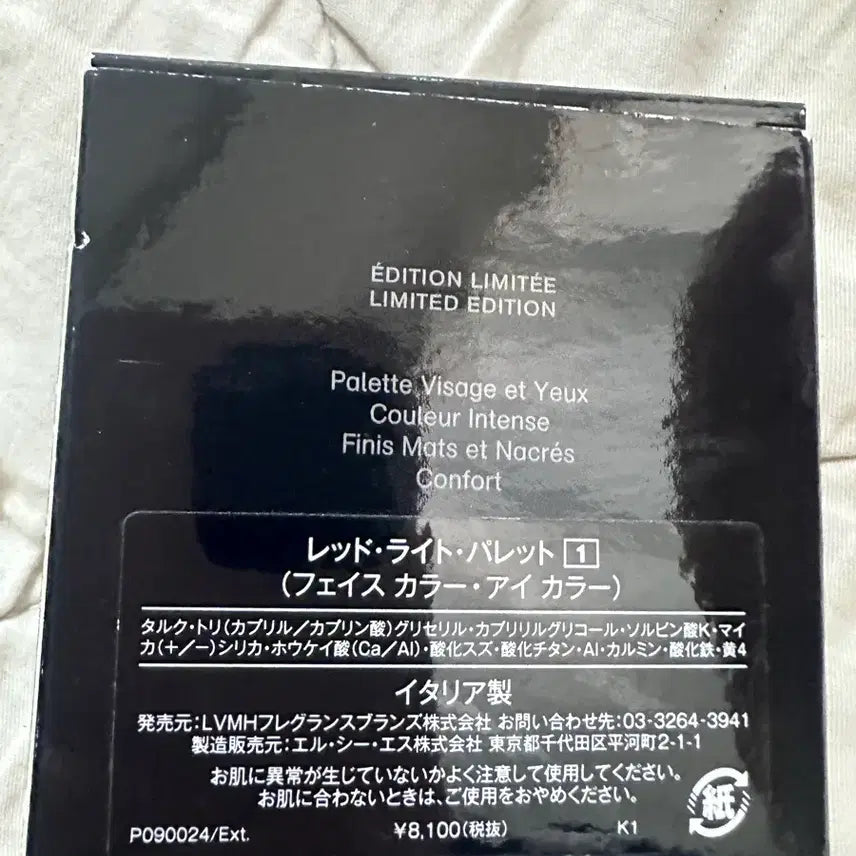 ÉDITION LIMITÉE
LIMITED EDITION
Palette Visage et Yeux
Couleur Intense
Finis Mats et Nacrés
Confort
レッド・ライト・パレット 1
(フェイス カラー・アイ カラー)
タルク・トリ(カプリル/カプリン酸)グリセリル・カプリリルグリコール・ソルビン酸K・マイ
カ(+/−)シリカ・ホウケイ酸(Ca/Al)・酸化スズ・酸化チタン・Al・カルミン・酸化鉄・黄4
イタリア製
発売元:LVMHフレグランスブランズ株式会社 お問い合わせ先:03-3264-3941
製造販売元:エル・シー・エス株式会社 東京都千代田区平河町2-1-1
お肌に異常が生じていないかよく注意して使用してください。
お肌に合わないときは、ご使用をおやめください。
紙
P090024/Ext. ¥8,100(税抜) K1